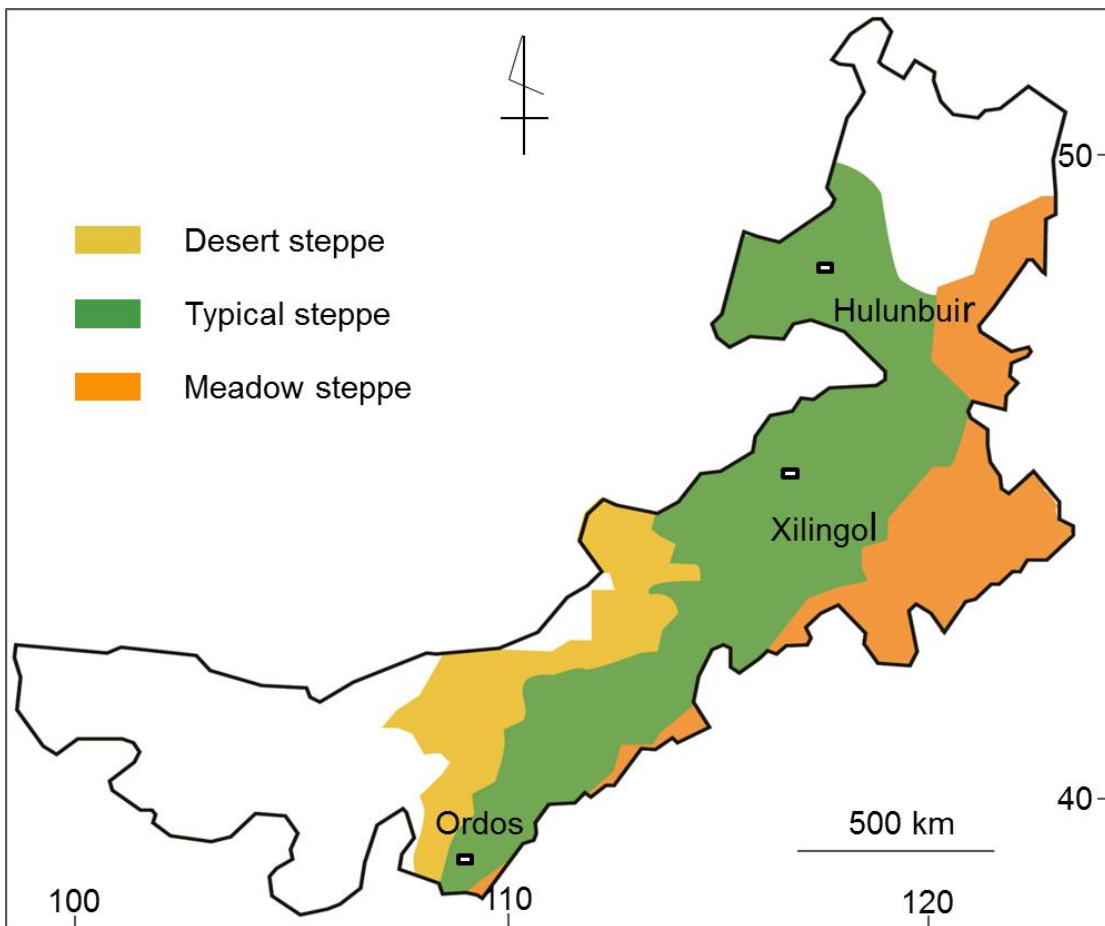 50
Desert steppe
Typical steppe
Meadow steppe
Hulunbuir
Xilingol
Ordos
40
500 km
100
110
120